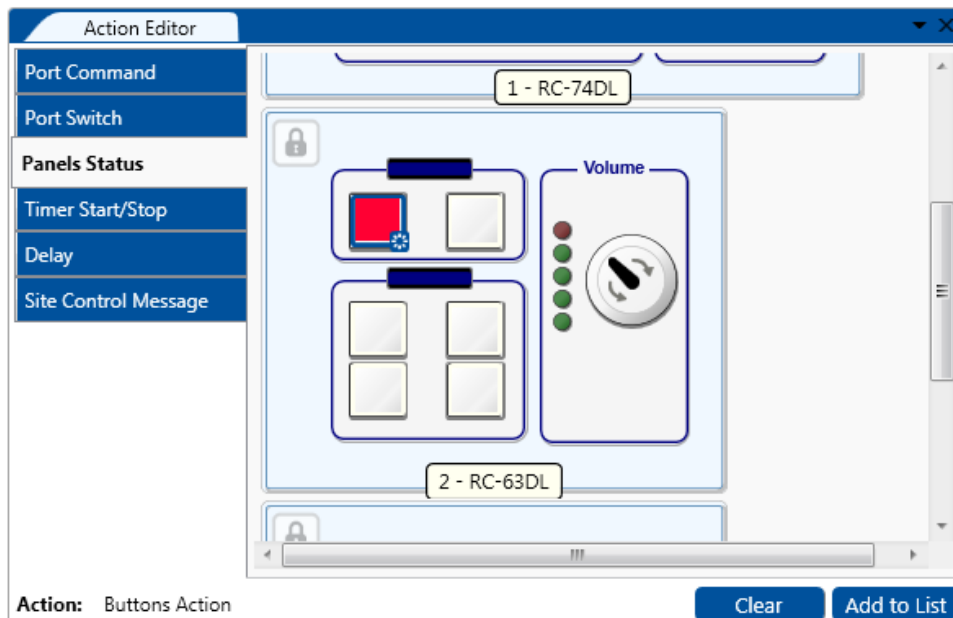 Action Editor
Port Command
Port Switch
Panels Status
Timer Start/Stop
Delay
Site Control Message
1 - RC-74DL
Volume
2 - RC-63DL
Action: Buttons Action
Clear
Add to List